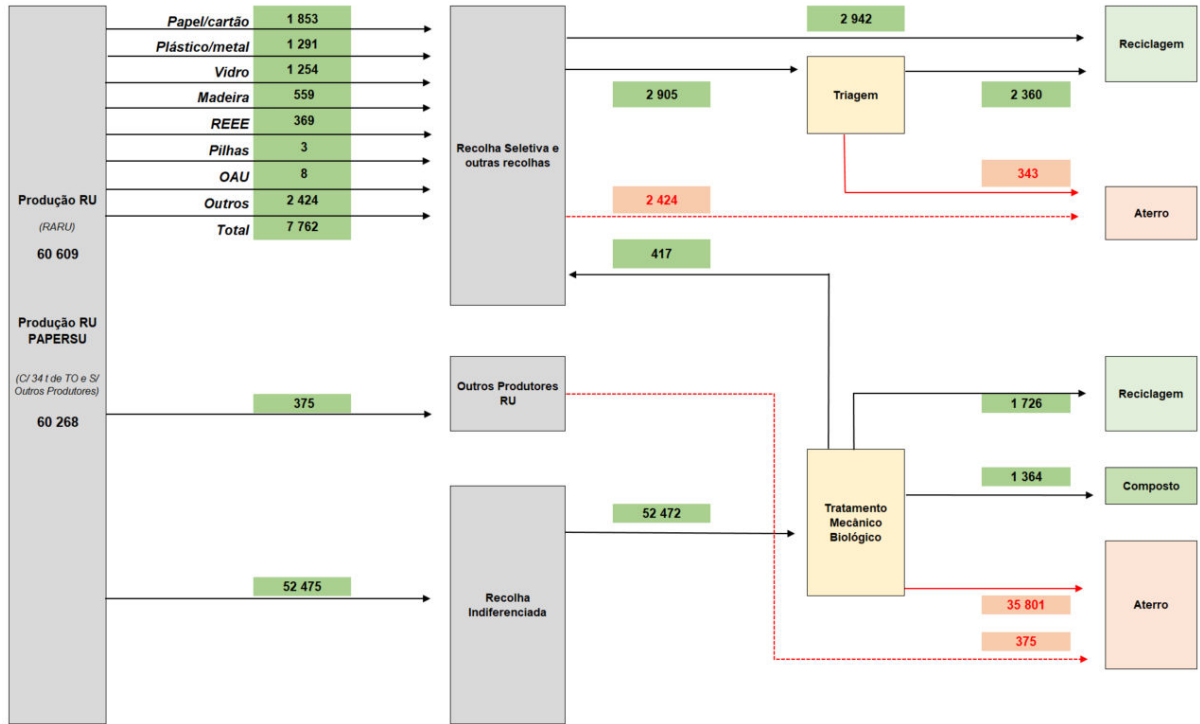 Papel/cartão 1 853
Plástico/metal 1 291
Vidro 1 254
Madeira 559
REEE 369
Pilhas 3
OAU 8
Outros 2 424
Total 7 762
Produção RU
(RARU)
60 609
Produção RU
PAPERSU
(C/ 34 t de TO e S/
Outros Produtores)
60 268
375
52 475
Recolha Seletiva e
outras recolhas
Outros Produtores
RU
Recolha
Indiferenciada
2 942
2 905
Triagem
2 360
343
2 424
417
52 472
Tratamento
Mecânico
Biológico
1 726
1 364
35 801
375
Reciclagem
Aterro
Reciclagem
Composto
Aterro